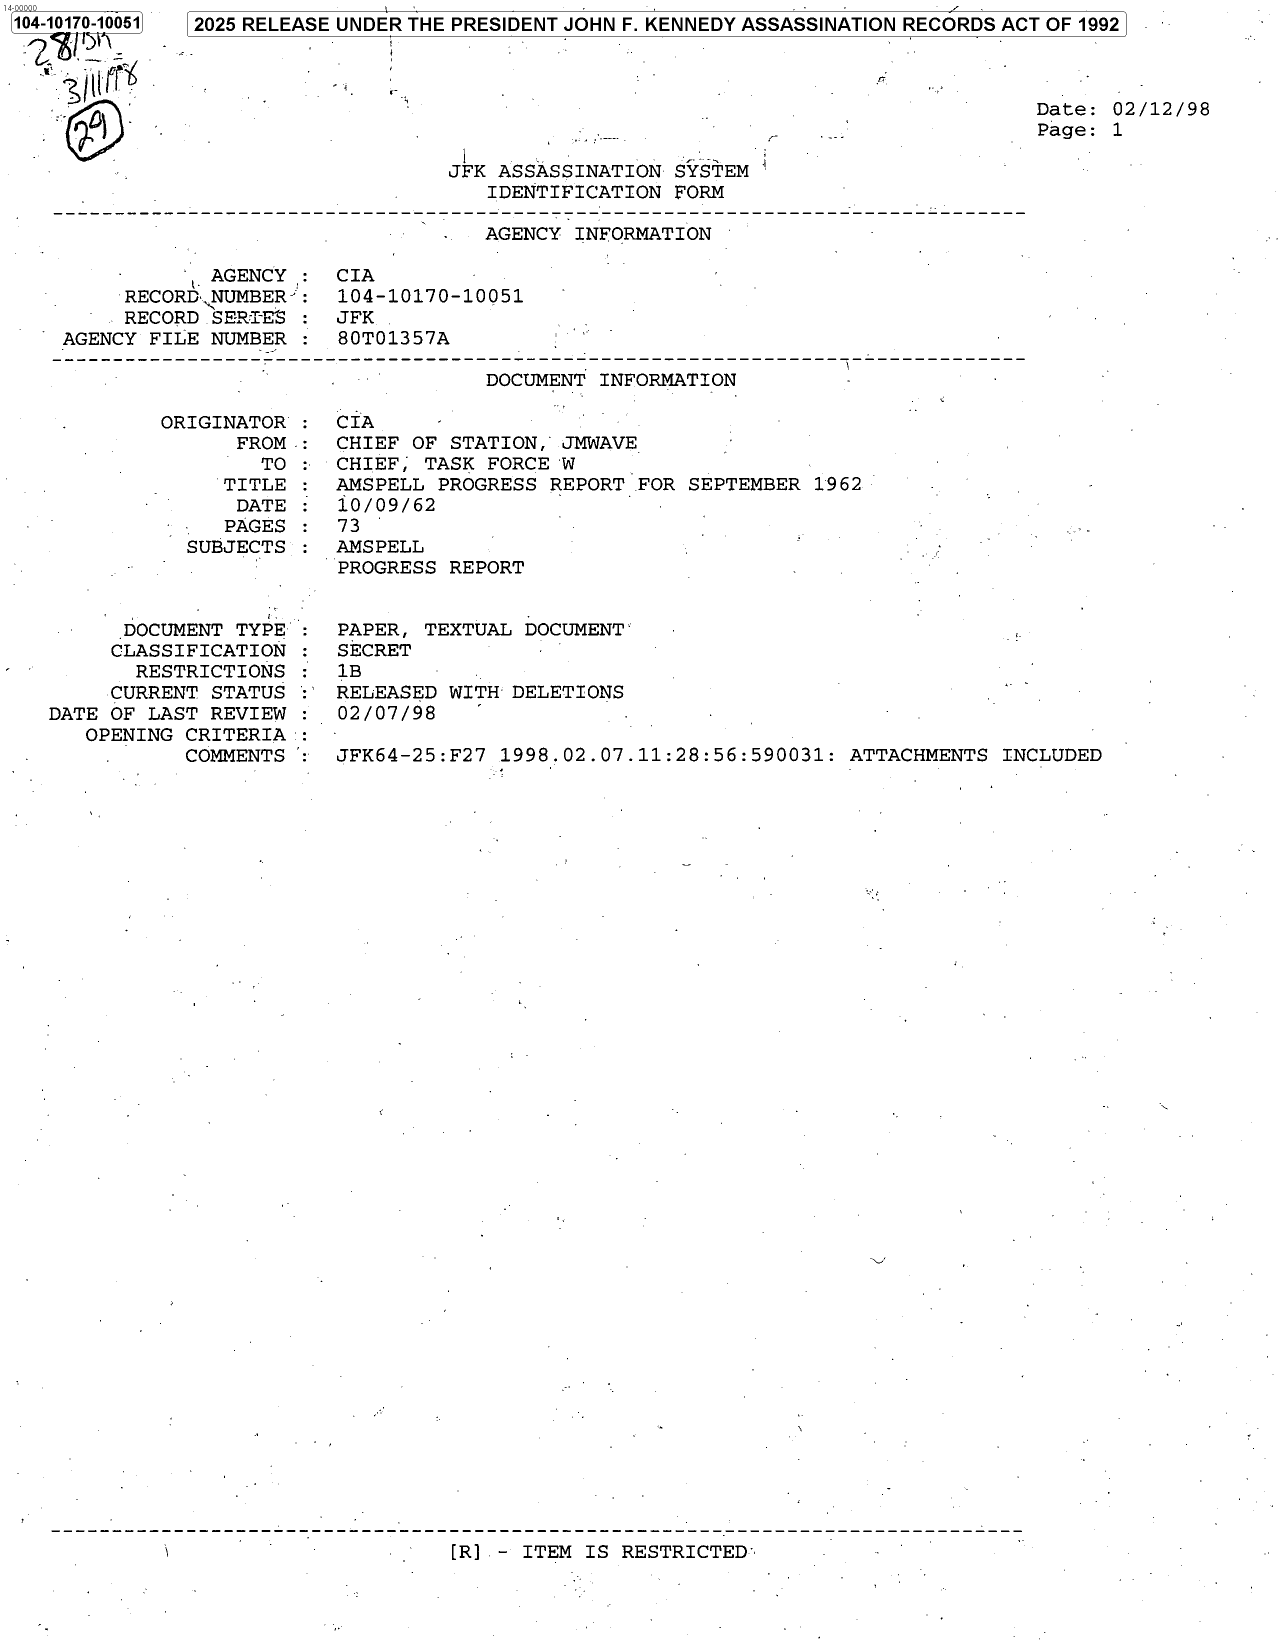 14-00000
104-10170-10051
2025 RELEASE UNDER THE PRESIDENT JOHN F. KENNEDY ASSASSINATION RECORDS ACT OF 1992
3/11/98
29
Date: 02/12/98
Page: 1
JFK ASSASSINATION SYSTEM
IDENTIFICATION FORM
AGENCY INFORMATION
AGENCY : CIA
RECORD NUMBER : 104-10170-10051
RECORD SERIES : JFK
AGENCY FILE NUMBER : 80T01357A
DOCUMENT INFORMATION
ORIGINATOR : CIA
FROM : CHIEF OF STATION, JMWAVE
TO : CHIEF, TASK FORCE W
TITLE : AMSPELL PROGRESS REPORT FOR SEPTEMBER 1962
DATE : 10/09/62
PAGES : 73
SUBJECTS : AMSPELL
PROGRESS REPORT
DOCUMENT TYPE : PAPER, TEXTUAL DOCUMENT
CLASSIFICATION : SECRET
RESTRICTIONS : 1B
CURRENT STATUS : RELEASED WITH DELETIONS
DATE OF LAST REVIEW : 02/07/98
OPENING CRITERIA :
COMMENTS : JFK64-25:F27 1998.02.07.11:28:56:590031: ATTACHMENTS INCLUDED
[R] - ITEM IS RESTRICTED